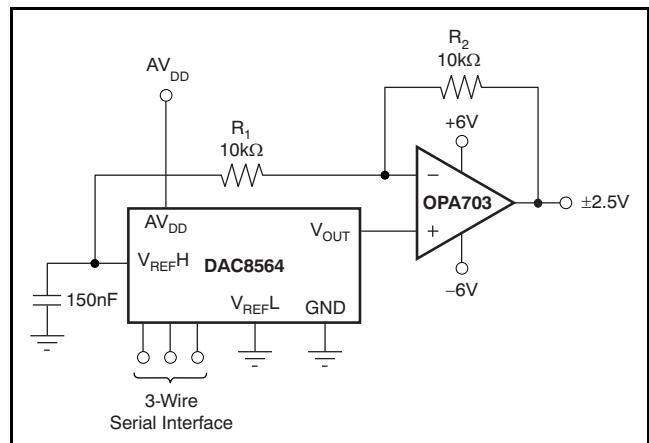 R2
10kΩ
AVDD
+6V
R1
10kΩ
−
OPA703
±2.5V
+
AVDD
VOUT
VREFH
DAC8564
−6V
150nF
VREFL
GND
3-Wire
Serial Interface